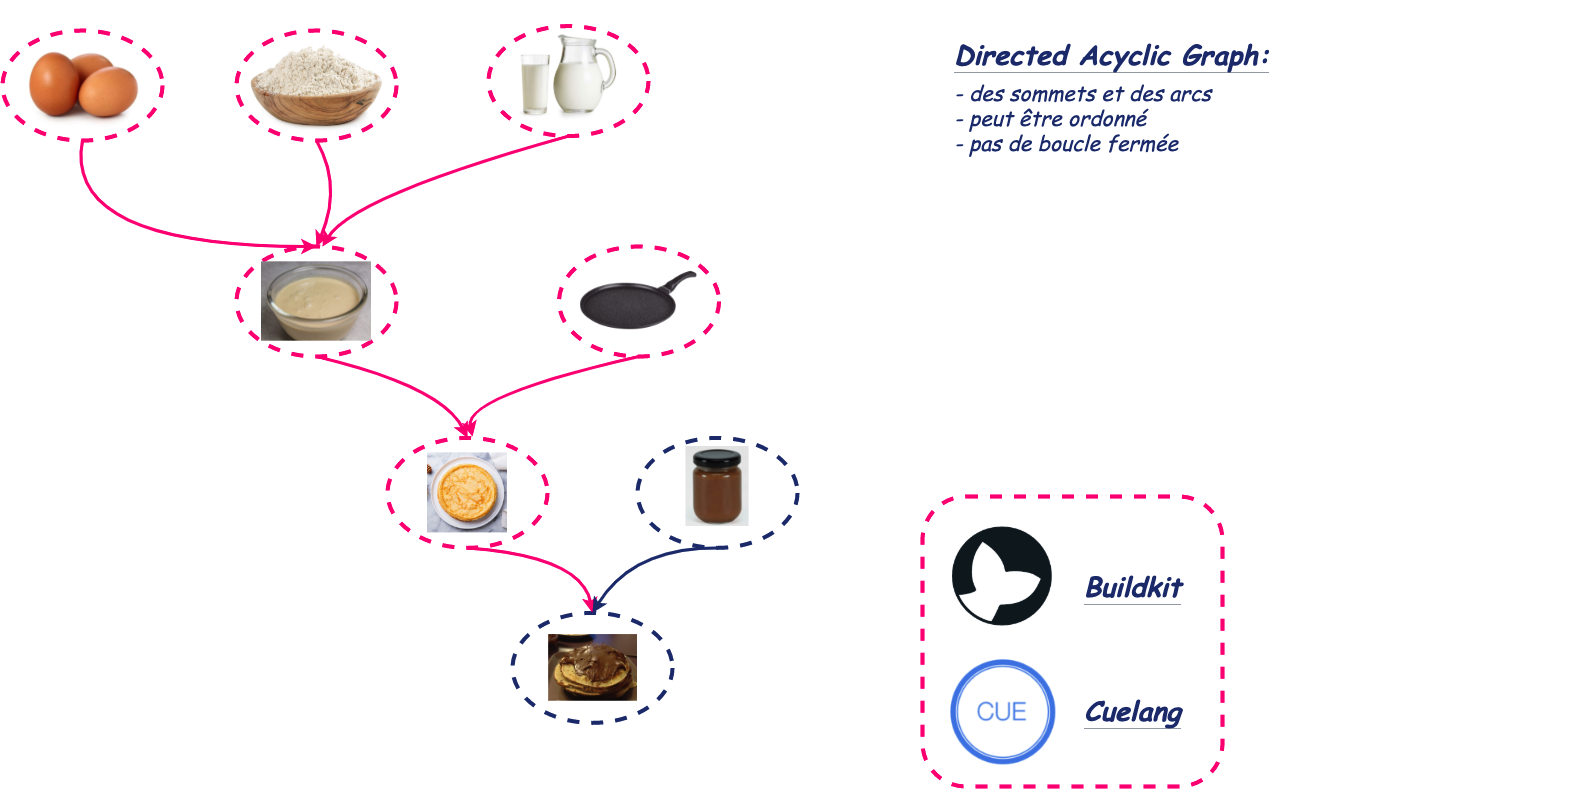 Directed Acyclic Graph:
- des sommets et des arcs
- peut être ordonné
- pas de boucle fermée
Buildkit
CUE
Cuelang